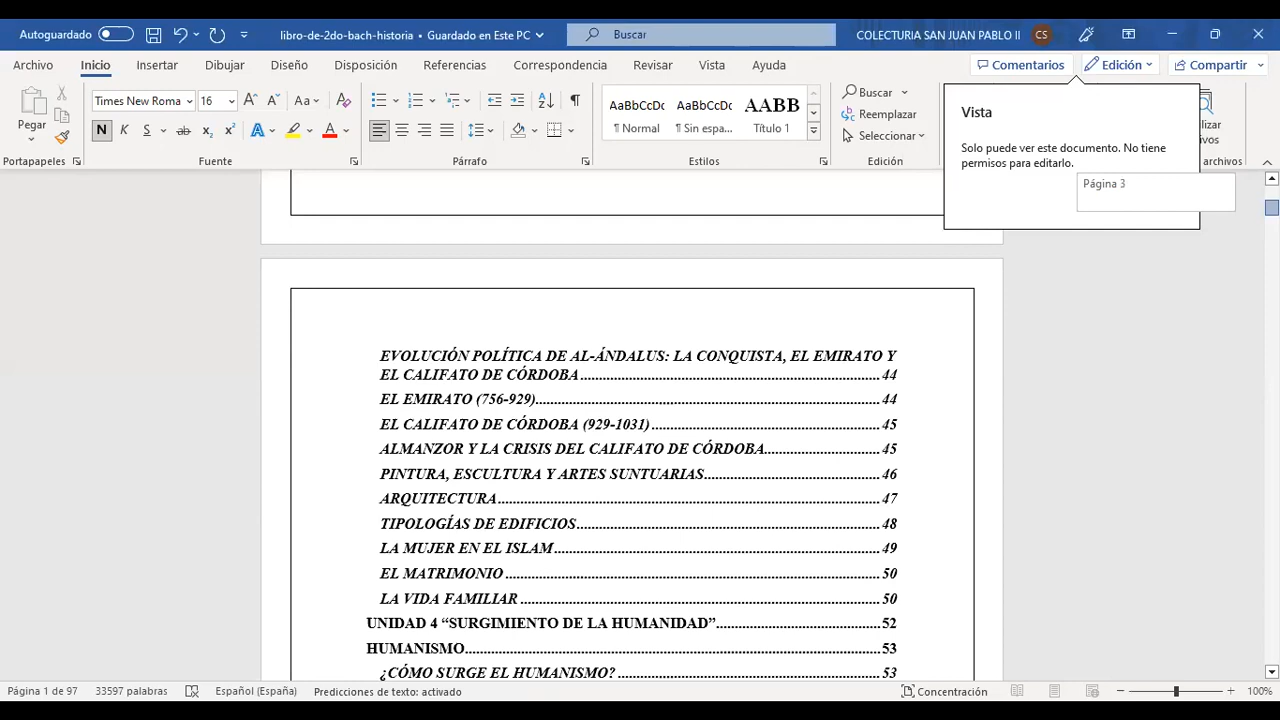 Autoguardado
libro-de-2do-bach-historia • Guardado en Este PC
Buscar
COLECTURIA SAN JUAN PABLO II
CS
Archivo
Inicio
Insertar
Dibujar
Diseño
Disposición
Referencias
Correspondencia
Revisar
Vista
Ayuda
Comentarios
Edición
Compartir
Pegar
Portapapeles
Times New Roma
16
Fuente
Párrafo
AaBbCcDc
¶ Normal
AaBbCcDc
¶ Sin espa...
AABB
Título 1
Estilos
Buscar
Reemplazar
Seleccionar
Edición
Vista
Solo puede ver este documento. No tiene
permisos para editarlo.
Página 3
EVOLUCIÓN POLÍTICA DE AL-ÁNDALUS: LA CONQUISTA, EL EMIRATO Y
EL CALIFATO DE CÓRDOBA 44
EL EMIRATO (756-929) 44
EL CALIFATO DE CÓRDOBA (929-1031) 45
ALMANZOR Y LA CRISIS DEL CALIFATO DE CÓRDOBA 45
PINTURA, ESCULTURA Y ARTES SUNTUARIAS 46
ARQUITECTURA 47
TIPOLOGÍAS DE EDIFICIOS 48
LA MUJER EN EL ISLAM 49
EL MATRIMONIO 50
LA VIDA FAMILIAR 50
UNIDAD 4 “SURGIMIENTO DE LA HUMANIDAD” 52
HUMANISMO 53
¿CÓMO SURGE EL HUMANISMO? 53
Página 1 de 97
33597 palabras
Español (España)
Predicciones de texto: activado
Concentración
100%